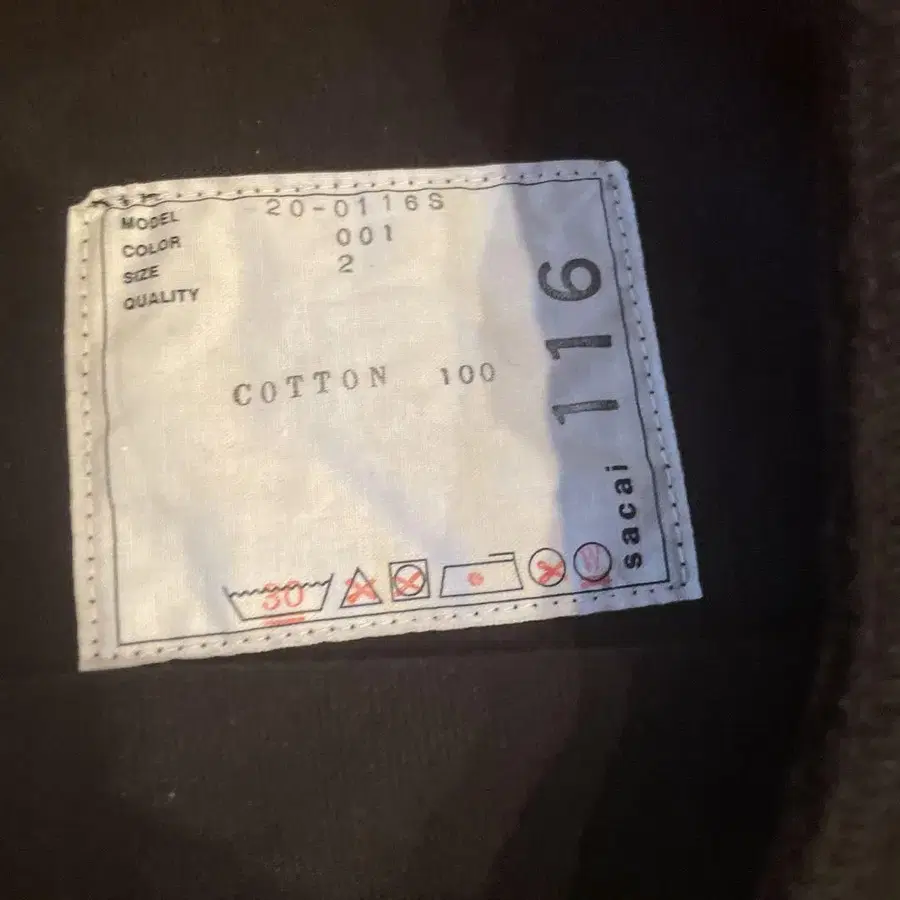 MODEL 20-0116S
COLOR 001
SIZE 2
QUALITY
COTTON 100
30
W
sacai 116